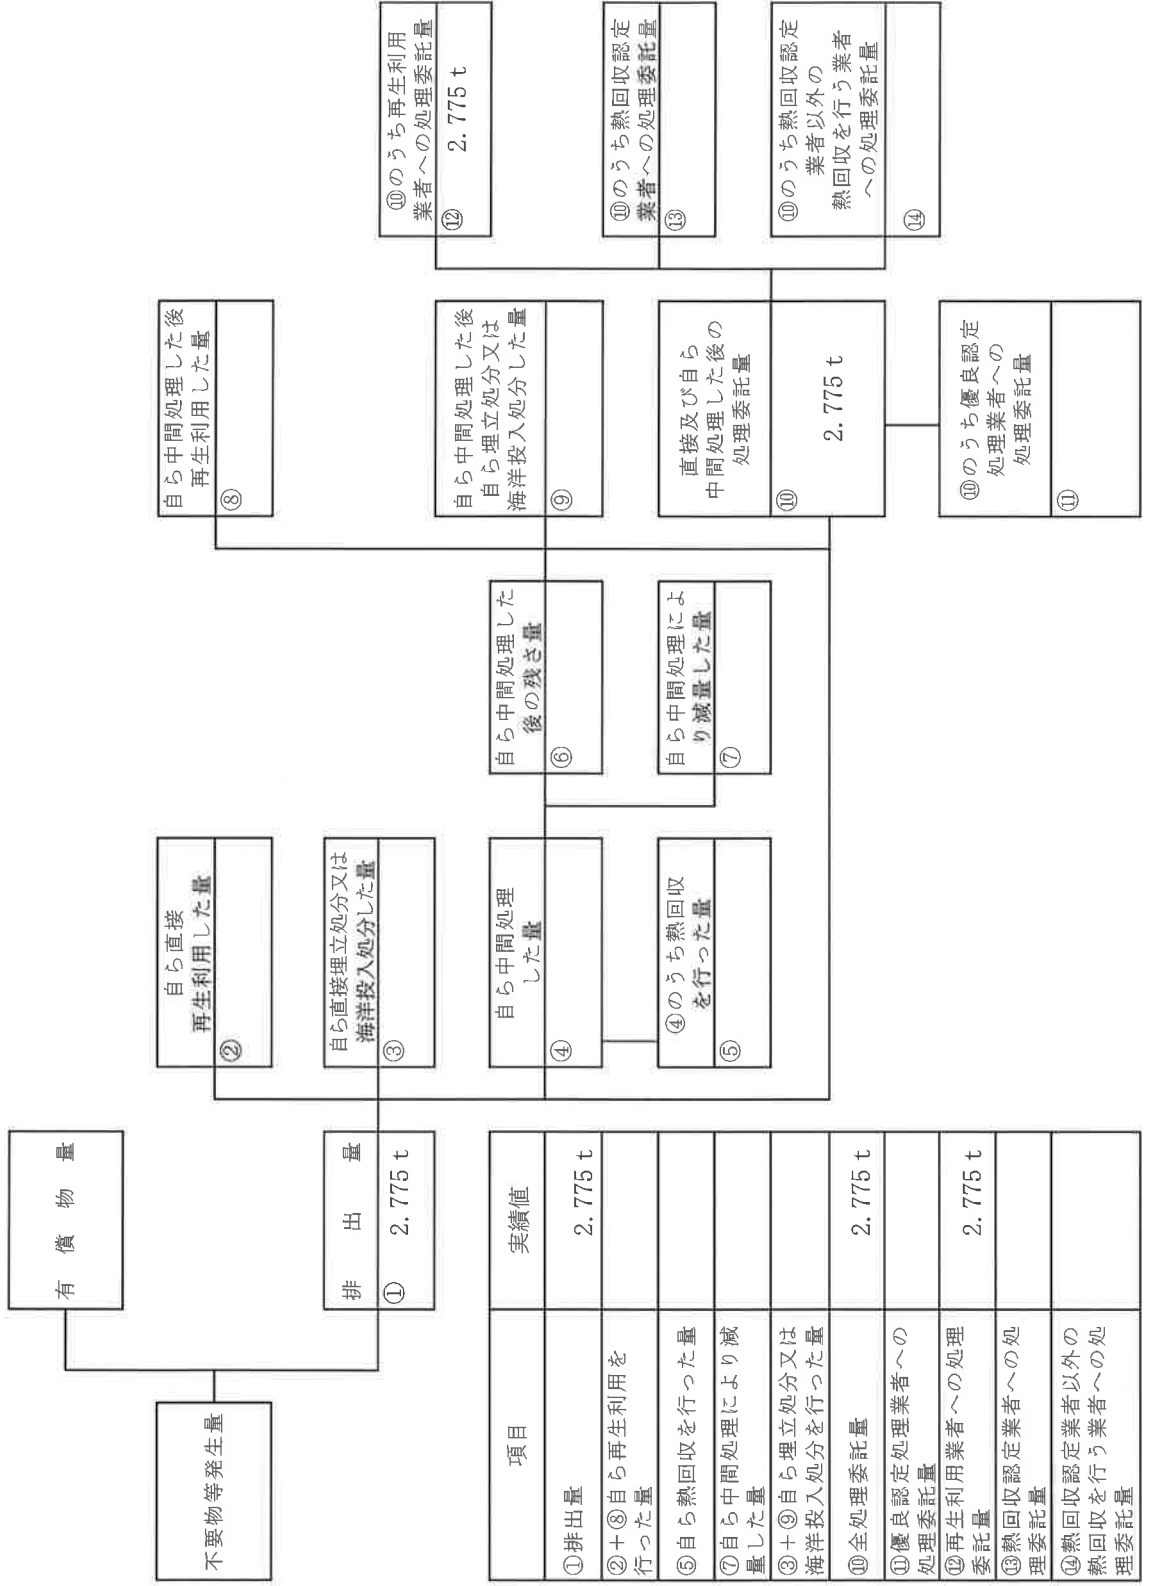 不要物等発生量
有償物量
排出量
① 2.775 t
自ら直接
再生利用した量
②
自ら直接埋立処分又は
海洋投入処分した量
③
自ら中間処理
した量
④
④のうち熱回収
を行った量
⑤
自ら中間処理した
後の残さ量
⑥
自ら中間処理によ
り減量した量
⑦
自ら中間処理した後
再生利用した量
⑧
自ら中間処理した後
自ら埋立処分又は
海洋投入処分した量
⑨
直接及び自ら
中間処理した後の
処理委託量
⑩
2.775 t
⑩のうち優良認定
処理業者への
処理委託量
⑪
⑩のうち再生利用
業者への処理委託量
⑫
2.775 t
⑩のうち熱回収認定
業者への処理委託量
⑬
⑩のうち熱回収認定
業者以外の
熱回収を行う業者
への処理委託量
⑭
項目 実績値
①排出量 2.775 t
②+⑧自ら再生利用を
行った量
⑤自ら熱回収を行った量
⑦自ら中間処理により減
量した量
③+⑨自ら埋立処分又は
海洋投入処分を行った量
⑩全処理委託量 2.775 t
⑪優良認定処理業者への
処理委託量
⑫再生利用業者への処理
委託量 2.775 t
⑬熱回収認定業者への処
理委託量
⑭熱回収認定業者以外の
熱回収を行う業者への処
理委託量